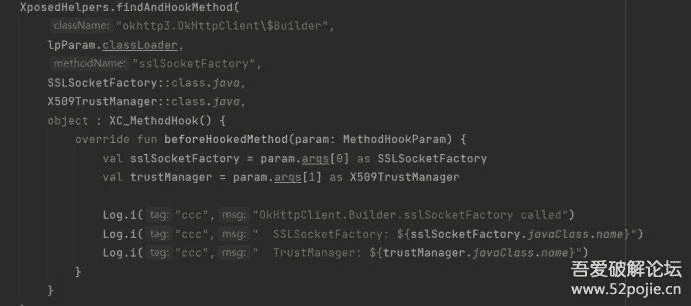 XposedHelpers.findAndHookMethod(
className: "okhttp3.OkHttpClient\$Builder",
lpParam.classLoader,
methodName: "sslSocketFactory",
SSLSocketFactory::class.java,
X509TrustManager::class.java,
object : XC_MethodHook() {
override fun beforeHookedMethod(param: MethodHookParam) {
val sslSocketFactory = param.args[0] as SSLSocketFactory
val trustManager = param.args[1] as X509TrustManager
Log.i( tag: "ccc", msg: "OkHttpClient.Builder.sslSocketFactory called")
Log.i( tag: "ccc", msg: "  SSLSocketFactory: ${sslSocketFactory.javaClass.name}")
Log.i( tag: "ccc", msg: "  TrustManager: ${trustManager.javaClass.name}")
}
}
吾爱破解论坛
www.52pojie.cn